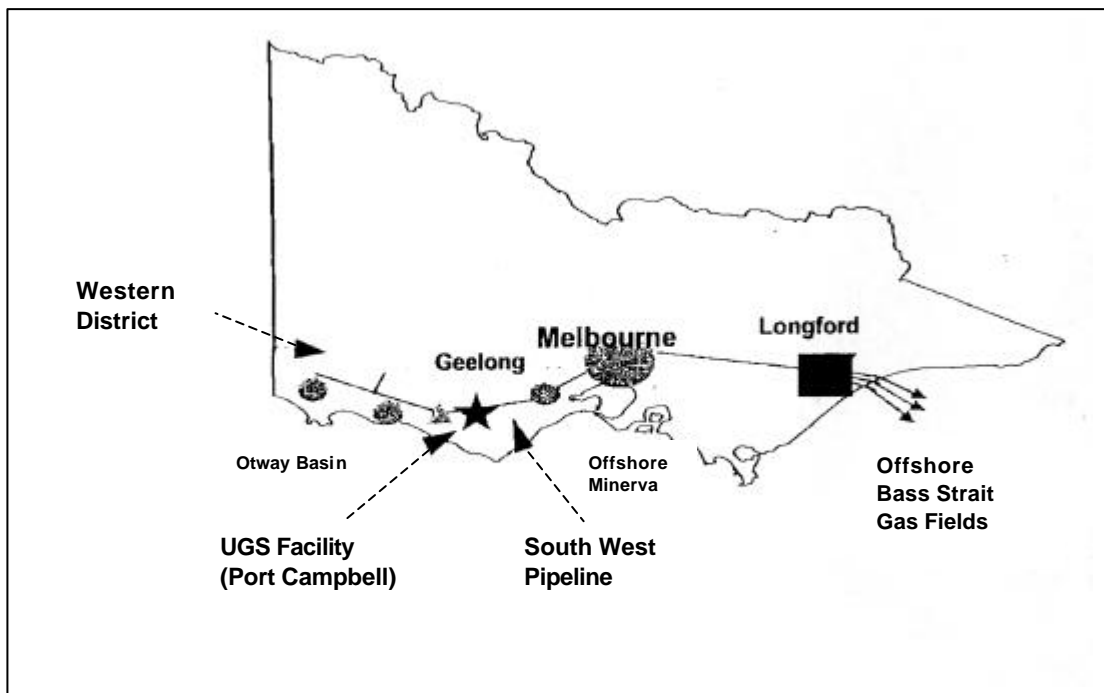 Western
District
Geelong
Melbourne
Longford
Otway Basin
Offshore
Minerva
Offshore
Bass Strait
Gas Fields
UGS Facility
(Port Campbell)
South West
Pipeline